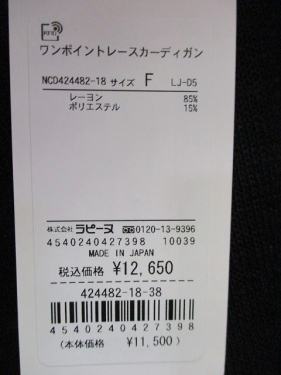 RFID
ワンポイントレースカーディガン
NCD424482-18 サイズ F LJ-D5
レーヨン 85%
ポリエステル 15%
株式会社 ラピーヌ 0120-13-9396
4540240427398 10039
MADE IN JAPAN
税込価格 ¥12,650
424482-18-38
4540240427398
(本体価格 ¥11,500)